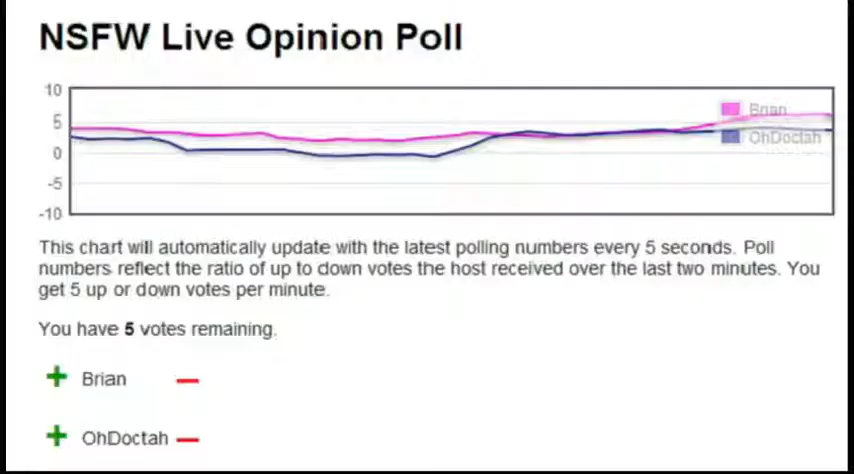 NSFW Live Opinion Poll
10
5
0
-5
-10
Brian
OhDoctah
This chart will automatically update with the latest polling numbers every 5 seconds. Poll
numbers reflect the ratio of up to down votes the host received over the last two minutes. You
get 5 up or down votes per minute.
You have 5 votes remaining.
Brian
OhDoctah